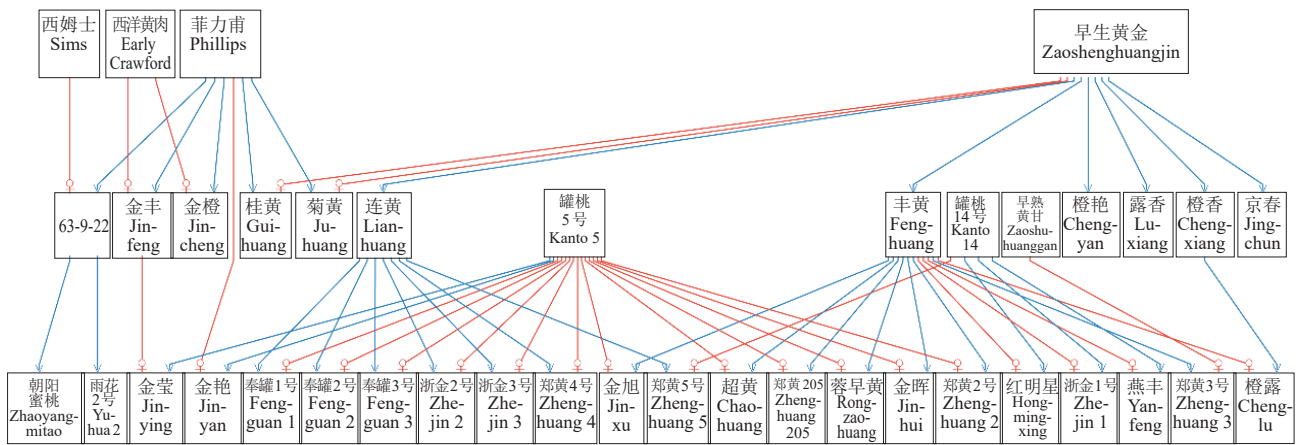 西姆士
Sims
西洋黄肉
Early
Crawford
菲力甫
Phillips
早生黄金
Zaoshenghuangjin
63-9-22
金丰
Jin-
feng
金橙
Jin-
cheng
桂黄
Gui-
huang
菊黄
Ju-
huang
连黄
Lian-
huang
罐桃
5号
Kanto 5
丰黄
Feng-
huang
罐桃
14号
Kanto
14
早熟
黄甘
Zaoshu-
huanggan
橙艳
Cheng-
yan
露香
Lu-
xiang
橙香
Cheng-
xiang
京春
Jing-
chun
朝阳
蜜桃
Zhaoyang-
mitao
雨花
2号
Yu-
hua 2
金莹
Jin-
ying
金艳
Jin-
yan
奉罐1号
Feng-
guan 1
奉罐2号
Feng-
guan 2
奉罐3号
Feng-
guan 3
浙金2号
Zhe-
jin 2
浙金3号
Zhe-
jin 3
郑黄4号
Zheng-
huang 4
金旭
Jin-
xu
郑黄5号
Zheng-
huang 5
超黄
Chao-
huang
郑黄 205
Zheng-
huang
205
蓉早黄
Rong-
zao-
huang
金晖
Jin-
hui
郑黄2号
Zheng-
huang 2
红明星
Hong-
ming-
xing
浙金1号
Zhe-
jin 1
燕丰
Yan-
feng
郑黄3号
Zheng-
huang 3
橙露
Cheng-
lu